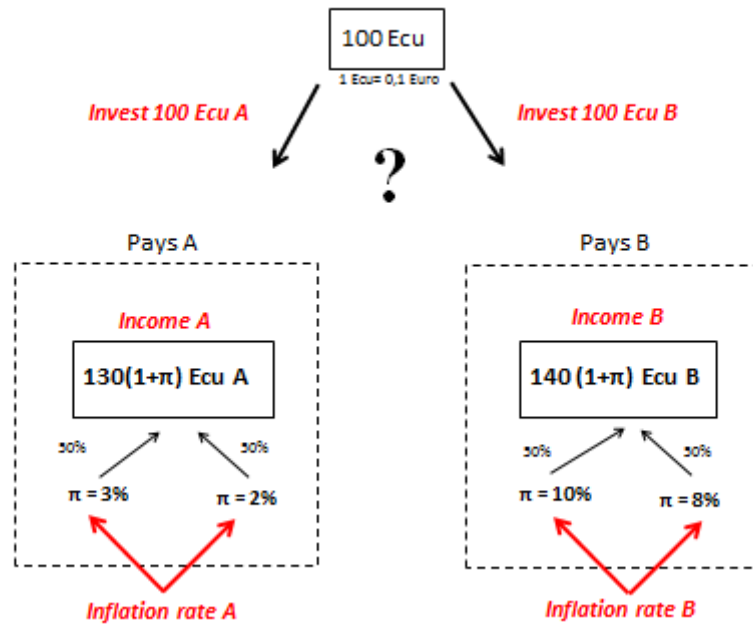 100 Ecu
1 Ecu= 0,1 Euro
Invest 100 Ecu A
Invest 100 Ecu B
?
Pays A
Pays B
Income A
Income B
130(1+π) Ecu A
140 (1+π) Ecu B
50%
50%
50%
50%
π = 3%
π = 2%
π = 10%
π = 8%
Inflation rate A
Inflation rate B